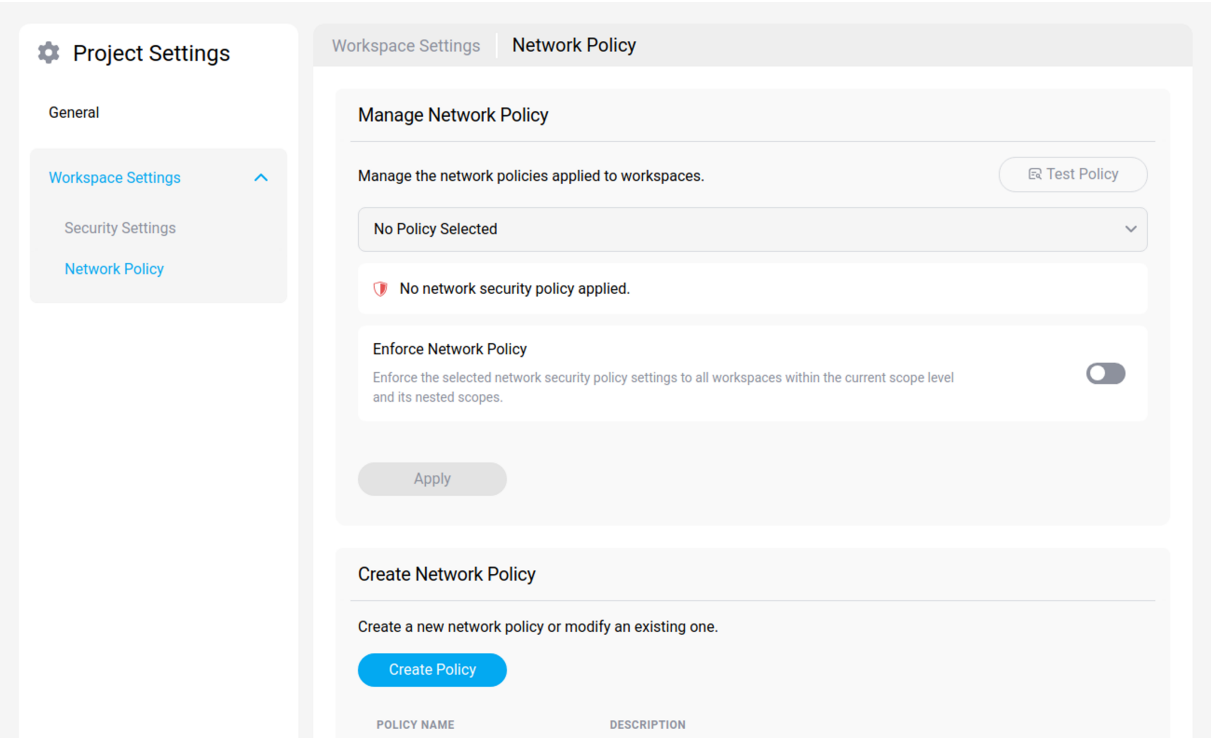 Project Settings
General
Workspace Settings
Security Settings
Network Policy
Workspace Settings
Network Policy
Manage Network Policy
Manage the network policies applied to workspaces.
Test Policy
No Policy Selected
No network security policy applied.
Enforce Network Policy
Enforce the selected network security policy settings to all workspaces within the current scope level
and its nested scopes.
Apply
Create Network Policy
Create a new network policy or modify an existing one.
Create Policy
POLICY NAME
DESCRIPTION